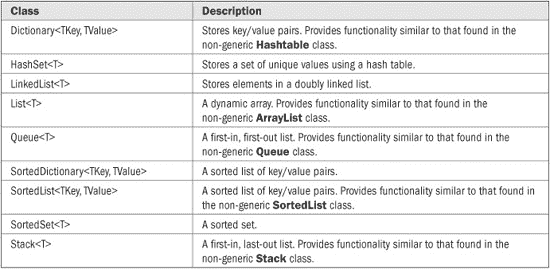 Class Description
Dictionary<TKey, TValue> Stores key/value pairs. Provides functionality similar to that found in the
non-generic Hashtable class.
HashSet<T> Stores a set of unique values using a hash table.
LinkedList<T> Stores elements in a doubly linked list.
List<T> A dynamic array. Provides functionality similar to that found in the
non-generic ArrayList class.
Queue<T> A first-in, first-out list. Provides functionality similar to that found in the
non-generic Queue class.
SortedDictionary<TKey, TValue> A sorted list of key/value pairs.
SortedList<TKey, TValue> A sorted list of key/value pairs. Provides functionality similar to that found in
the non-generic SortedList class.
SortedSet<T> A sorted set.
Stack<T> A first-in, last-out list. Provides functionality similar to that found in the
non-generic Stack class.